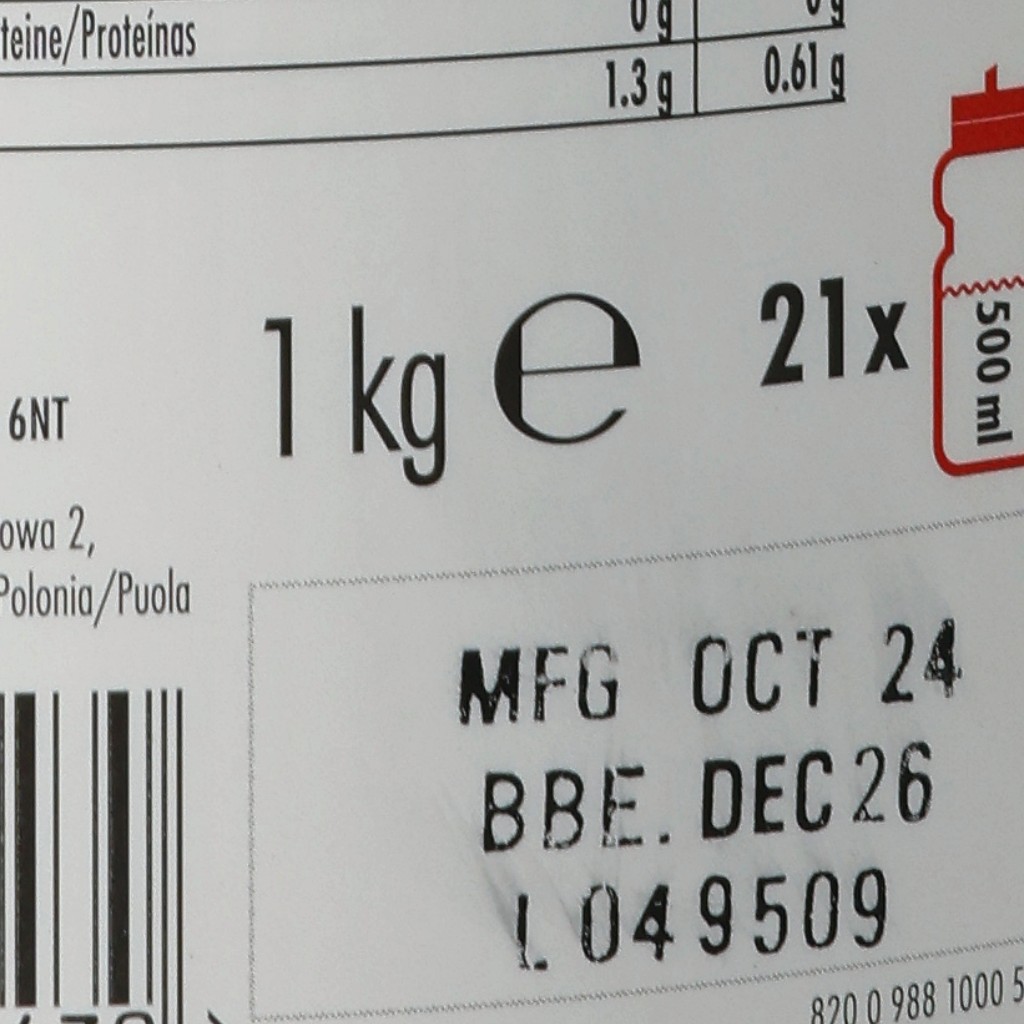 teine/Proteínas 0 g 0 g
1.3 g 0.61 g
1 kg e 21x
500 ml
6NT
owa 2,
Polonia/Puola
MFG OCT 24
BBE. DEC 26
L 049509
820 0 988 1000 5